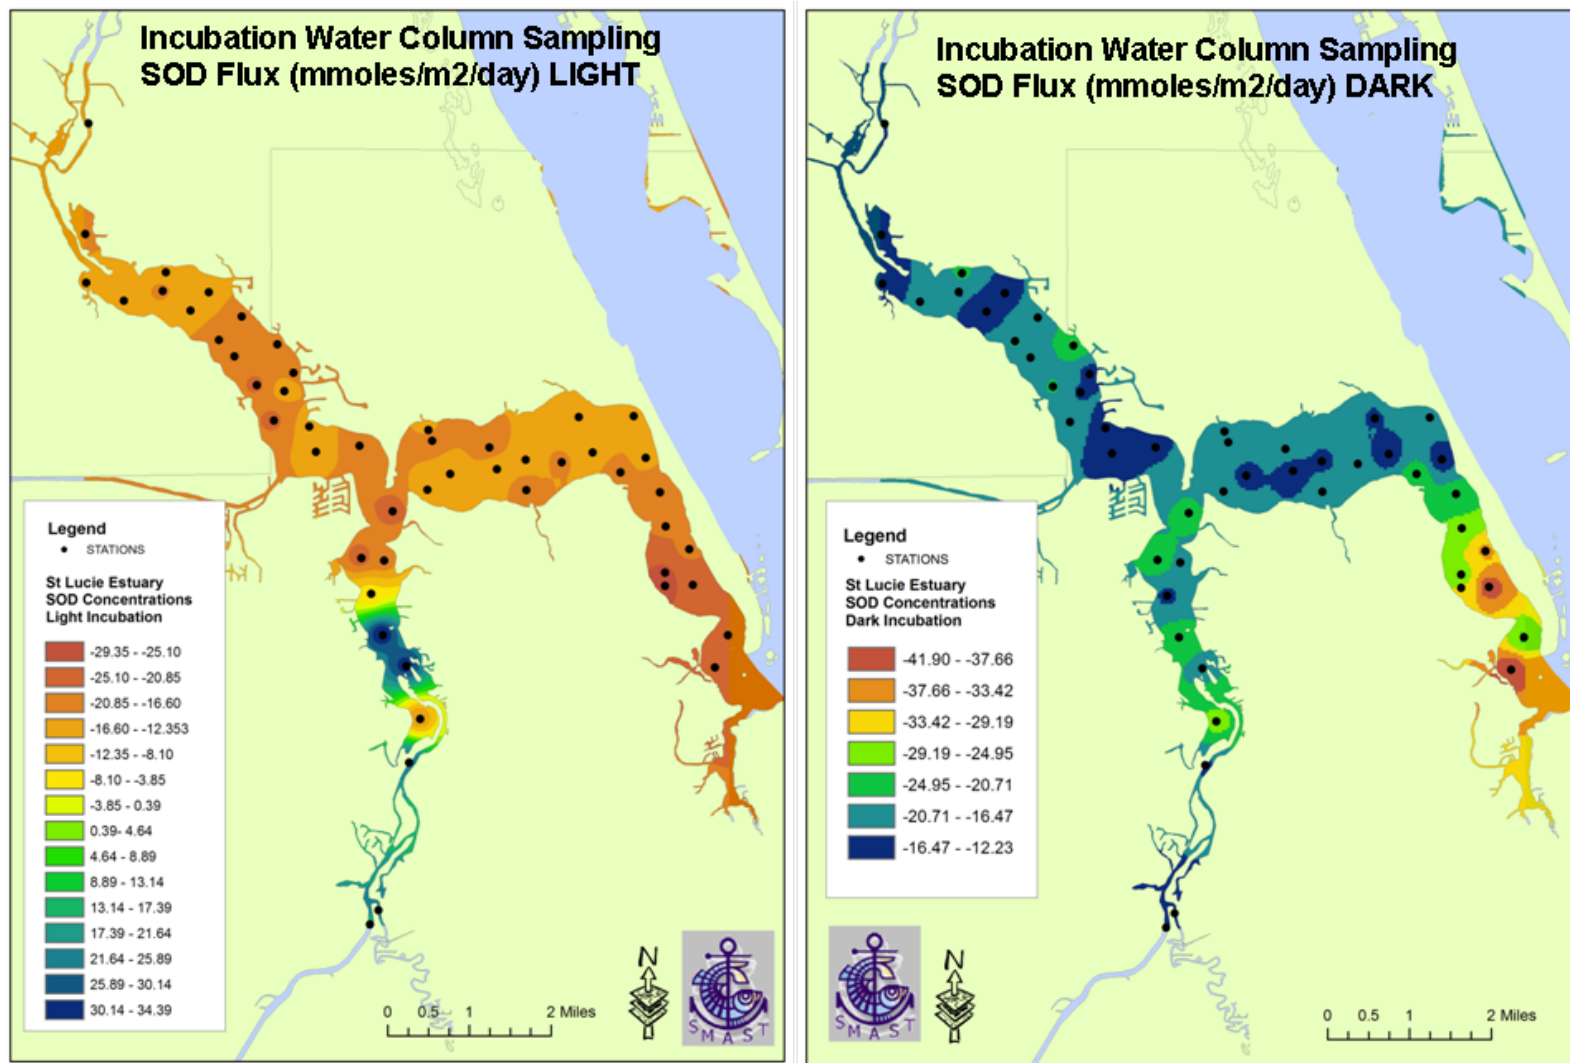 Incubation Water Column Sampling
SOD Flux (mmoles/m2/day) LIGHT
Legend
STATIONS
St Lucie Estuary
SOD Concentrations
Light Incubation
-29.35 - -25.10
-25.10 - -20.85
-20.85 - -16.60
-16.60 - -12.353
-12.35 - -8.10
-8.10 - -3.85
-3.85 - 0.39
0.39- 4.64
4.64 - 8.89
8.89 - 13.14
13.14 - 17.39
17.39 - 21.64
21.64 - 25.89
25.89 - 30.14
30.14 - 34.39
0 0.5 1 2 Miles
N
SMAST
Incubation Water Column Sampling
SOD Flux (mmoles/m2/day) DARK
Legend
STATIONS
St Lucie Estuary
SOD Concentrations
Dark Incubation
-41.90 - -37.66
-37.66 - -33.42
-33.42 - -29.19
-29.19 - -24.95
-24.95 - -20.71
-20.71 - -16.47
-16.47 - -12.23
SMAST
N
0 0.5 1 2 Miles